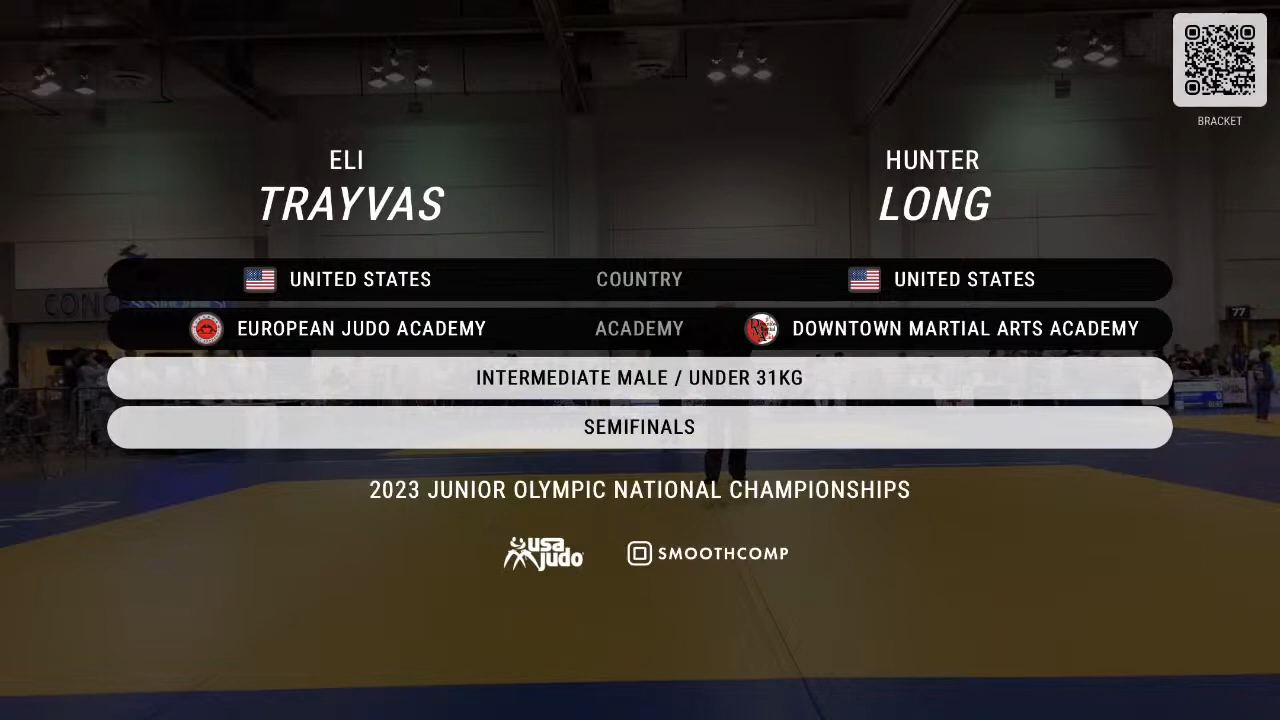 BRACKET
ELI
TRAYVAS
HUNTER
LONG
UNITED STATES COUNTRY UNITED STATES
EUROPEAN JUDO ACADEMY ACADEMY DOWNTOWN MARTIAL ARTS ACADEMY
INTERMEDIATE MALE / UNDER 31KG
SEMIFINALS
2023 JUNIOR OLYMPIC NATIONAL CHAMPIONSHIPS
usa judo
SMOOTHCOMP
77